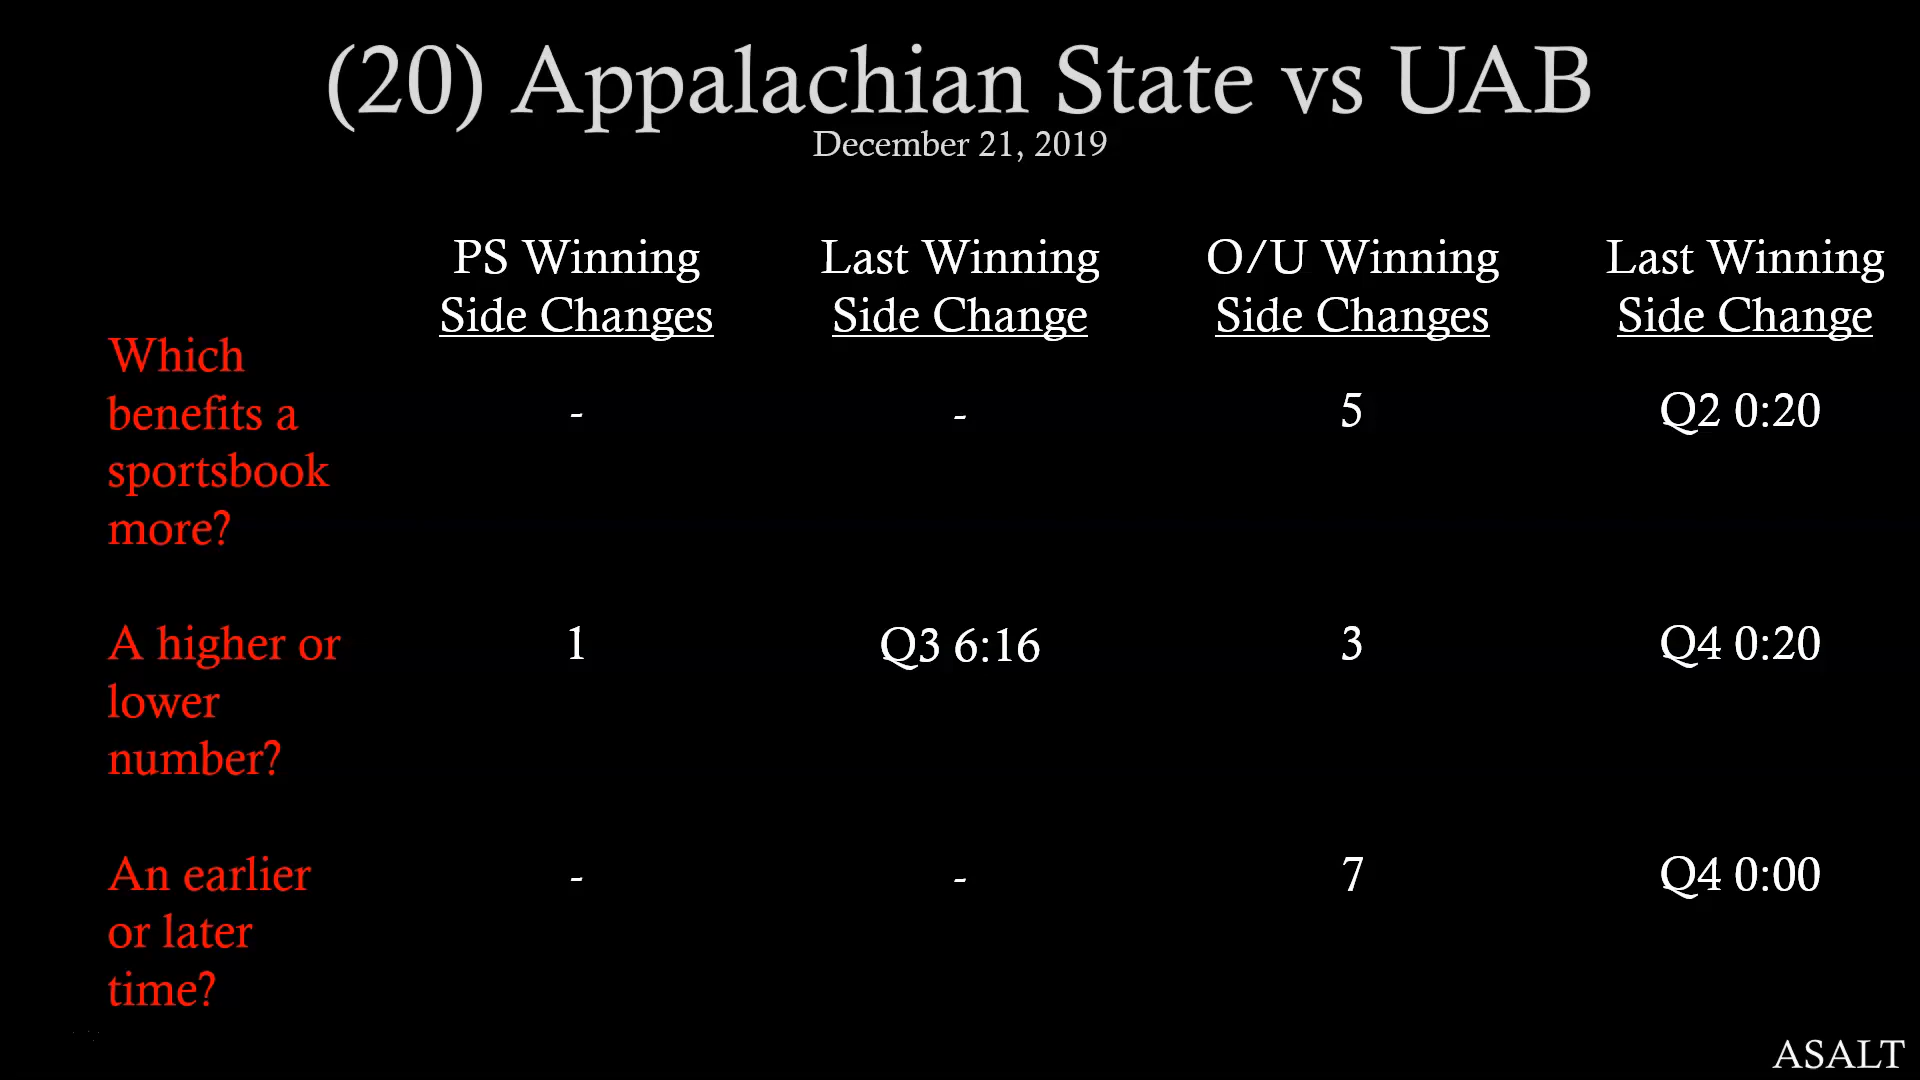 (20) Appalachian State vs UAB
December 21, 2019
PS Winning Side Changes
Last Winning Side Change
O/U Winning Side Changes
Last Winning Side Change
Which
benefits a
sportsbook
more?
- - 5 Q2 0:20
A higher or
lower
number?
1 Q3 6:16 3 Q4 0:20
An earlier
or later
time?
- - 7 Q4 0:00
ASALT